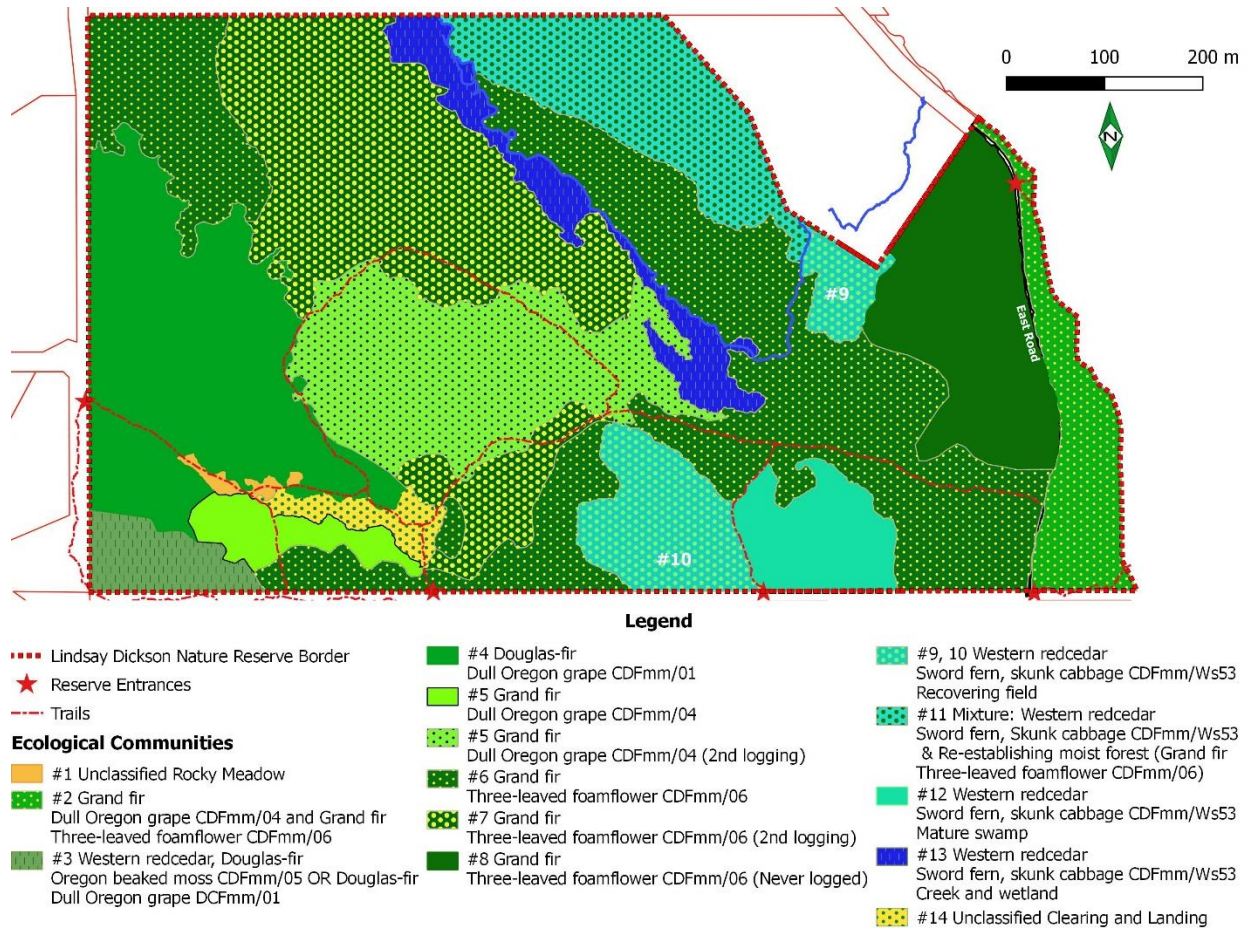 0 100 200 m
N
#9
East Road
#10
Legend
Lindsay Dickson Nature Reserve Border
Reserve Entrances
Trails
Ecological Communities
#1 Unclassified Rocky Meadow
#2 Grand fir
Dull Oregon grape CDFmm/04 and Grand fir
Three-leaved foamflower CDFmm/06
#3 Western redcedar, Douglas-fir
Oregon beaked moss CDFmm/05 OR Douglas-fir
Dull Oregon grape DCFmm/01
#4 Douglas-fir
Dull Oregon grape CDFmm/01
#5 Grand fir
Dull Oregon grape CDFmm/04
#5 Grand fir
Dull Oregon grape CDFmm/04 (2nd logging)
#6 Grand fir
Three-leaved foamflower CDFmm/06
#7 Grand fir
Three-leaved foamflower CDFmm/06 (2nd logging)
#8 Grand fir
Three-leaved foamflower CDFmm/06 (Never logged)
#9, 10 Western redcedar
Sword fern, skunk cabbage CDFmm/Ws53
Recovering field
#11 Mixture: Western redcedar
Sword fern, Skunk cabbage CDFmm/Ws53
& Re-establishing moist forest (Grand fir
Three-leaved foamflower CDFmm/06)
#12 Western redcedar
Sword fern, skunk cabbage CDFmm/Ws53
Mature swamp
#13 Western redcedar
Sword fern, skunk cabbage CDFmm/Ws53
Creek and wetland
#14 Unclassified Clearing and Landing